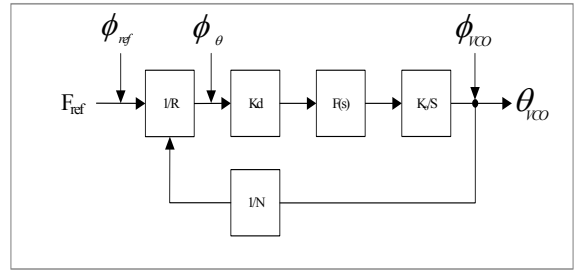 ϕref ϕθ ϕVCO
Fref 1/R Kd F(s) Kv/S θVCO
1/N